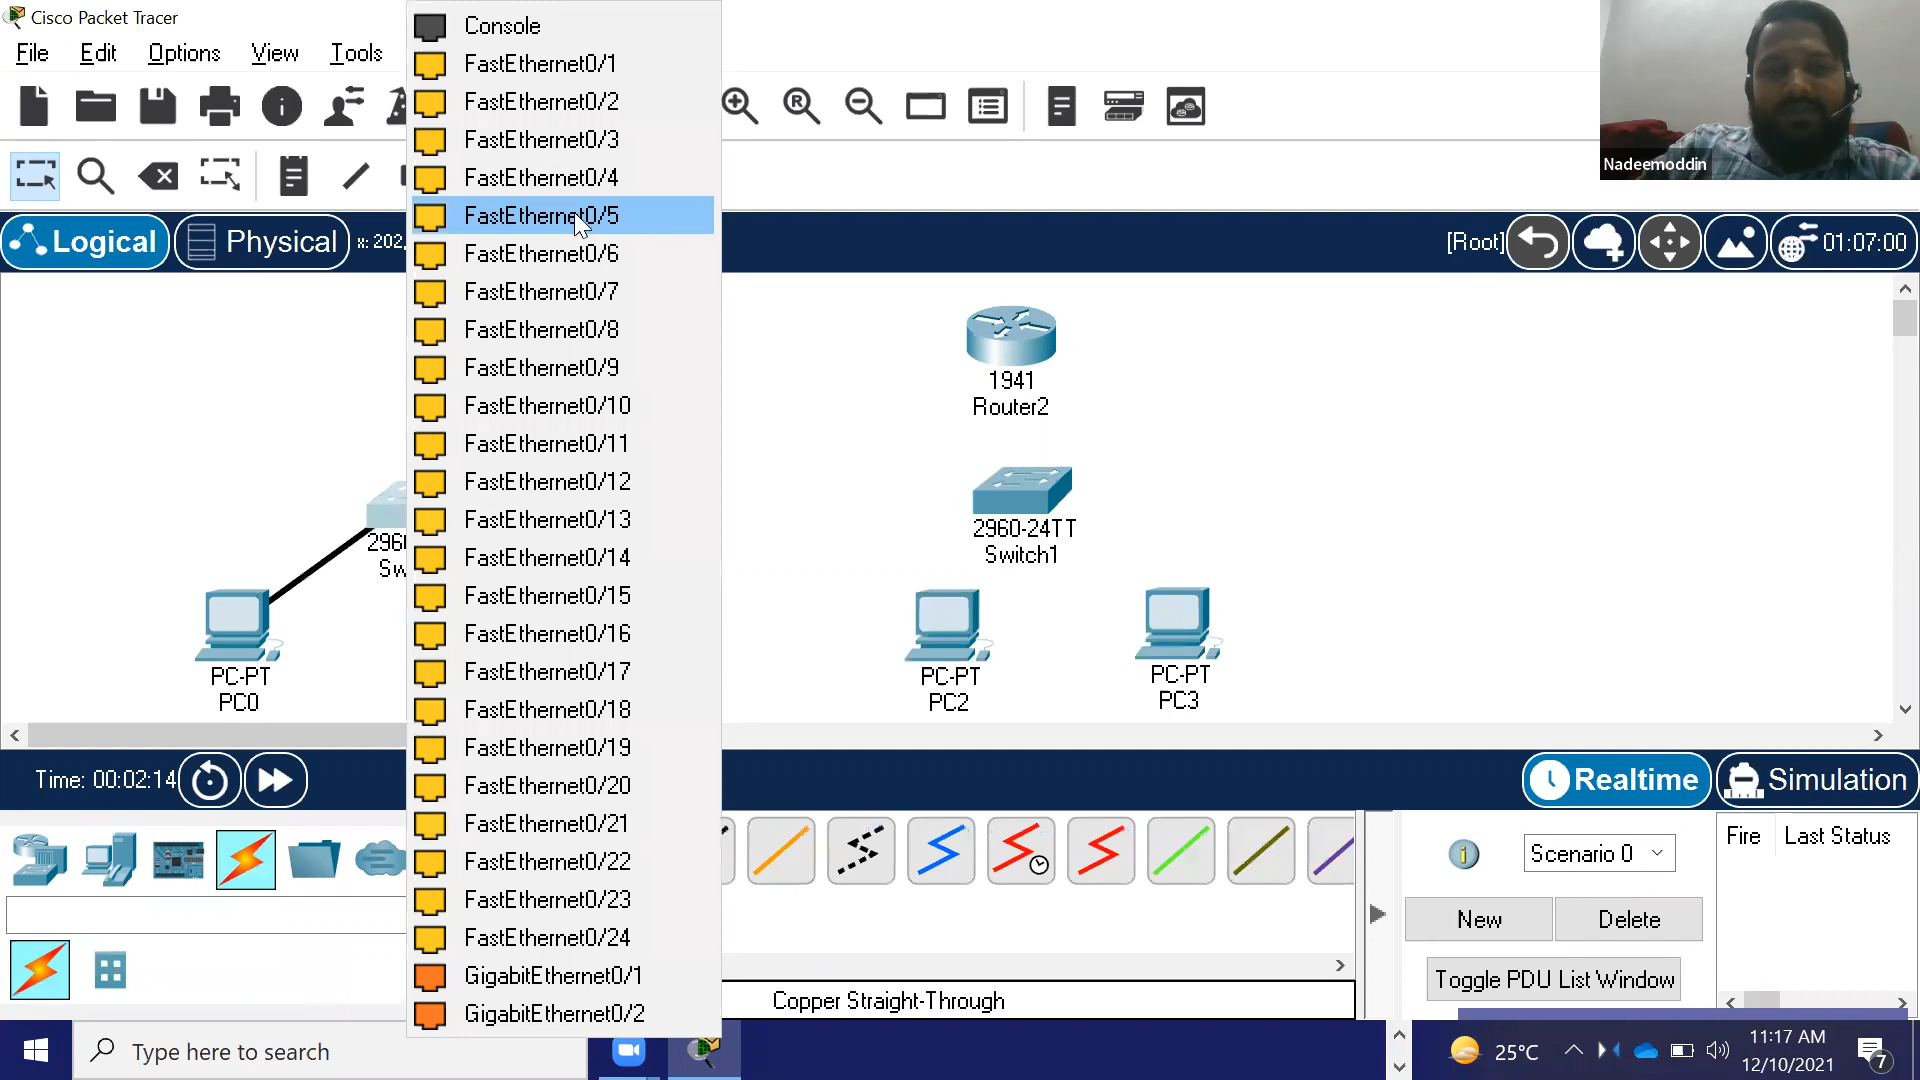 Cisco Packet Tracer
File Edit Options View Tools
Console
FastEthernet0/1
FastEthernet0/2
FastEthernet0/3
FastEthernet0/4
FastEthernet0/5
FastEthernet0/6
FastEthernet0/7
FastEthernet0/8
FastEthernet0/9
FastEthernet0/10
FastEthernet0/11
FastEthernet0/12
FastEthernet0/13
FastEthernet0/14
FastEthernet0/15
FastEthernet0/16
FastEthernet0/17
FastEthernet0/18
FastEthernet0/19
FastEthernet0/20
FastEthernet0/21
FastEthernet0/22
FastEthernet0/23
FastEthernet0/24
GigabitEthernet0/1
GigabitEthernet0/2
Nadeemoddin
Logical Physical x: 202,
[Root] 01:07:00
1941
Router2
2960
Sw
2960-24TT
Switch1
PC-PT
PC0
PC-PT
PC2
PC-PT
PC3
Time: 00:02:14
Realtime Simulation
Scenario 0
Fire Last Status
New Delete
Toggle PDU List Window
Copper Straight-Through
Type here to search
25°C
11:17 AM
12/10/2021
7